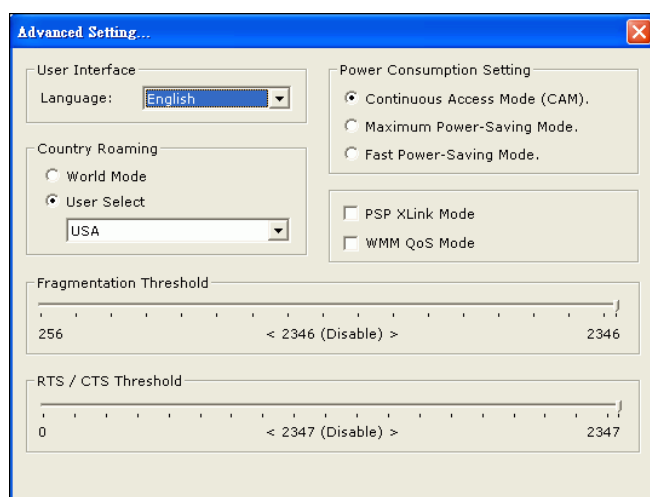 Advanced Setting...
User Interface
Language:
English
Country Roaming
World Mode
User Select
USA
Power Consumption Setting
Continuous Access Mode (CAM).
Maximum Power-Saving Mode.
Fast Power-Saving Mode.
PSP XLink Mode
WMM QoS Mode
Fragmentation Threshold
256 < 2346 (Disable) > 2346
RTS / CTS Threshold
0 < 2347 (Disable) > 2347